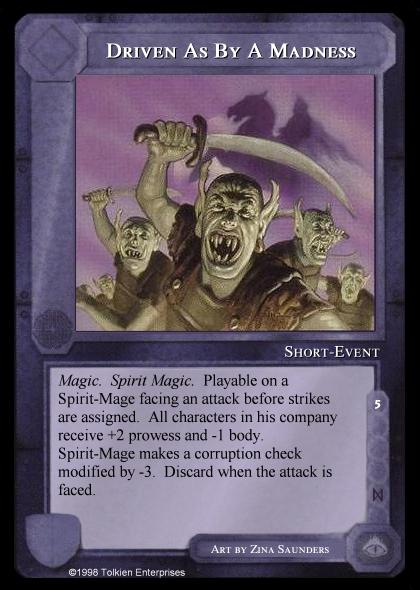 Driven As By A Madness
Short-Event
Magic. Spirit Magic. Playable on a
Spirit-Mage facing an attack before strikes
are assigned. All characters in his company
receive +2 prowess and -1 body.
Spirit-Mage makes a corruption check
modified by -3. Discard when the attack is
faced.
5
Art by Zina Saunders
©1998 Tolkien Enterprises